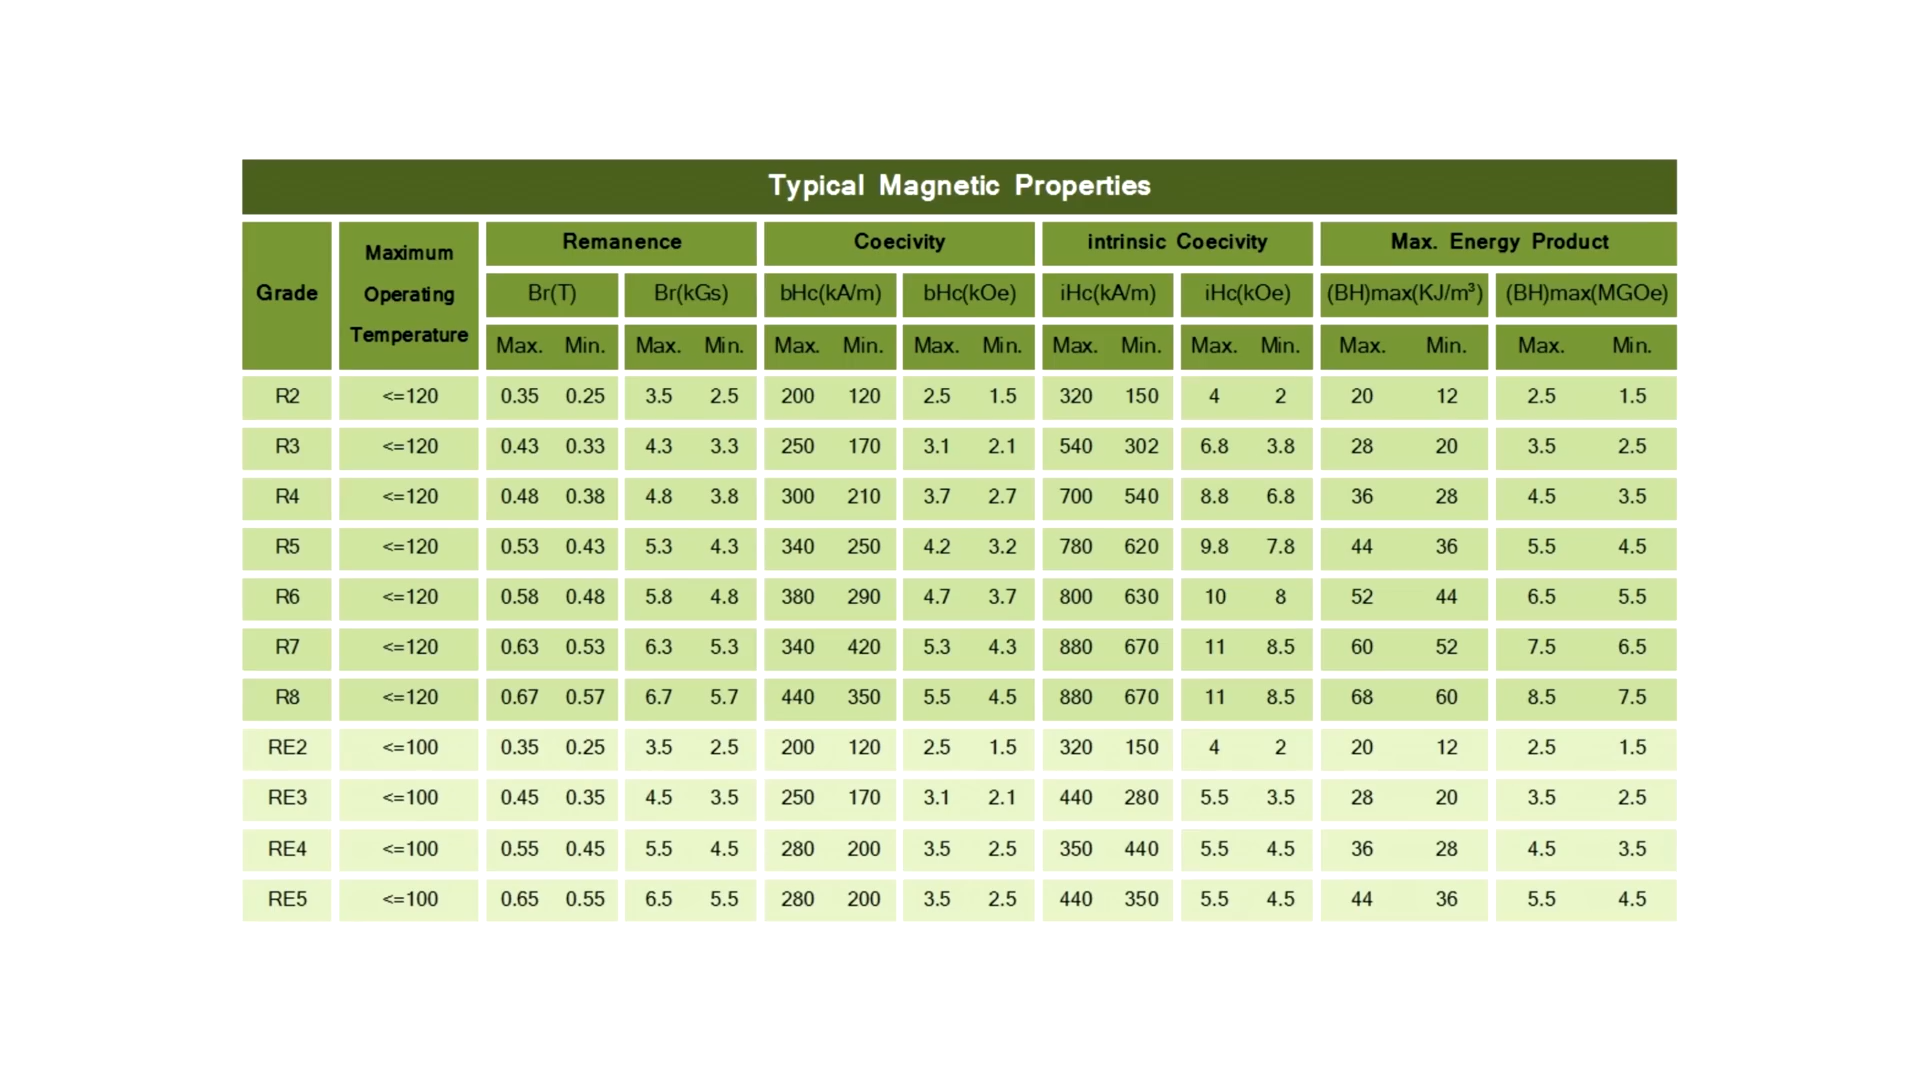 Typical Magnetic Properties
Grade Maximum Operating Temperature Remanence Coecivity intrinsic Coecivity Max. Energy Product
Br(T) Br(kGs) bHc(kA/m) bHc(kOe) iHc(kA/m) iHc(kOe) (BH)max(KJ/m³) (BH)max(MGOe)
Max. Min. Max. Min. Max. Min. Max. Min. Max. Min. Max. Min. Max. Min. Max. Min.
R2 <=120 0.35 0.25 3.5 2.5 200 120 2.5 1.5 320 150 4 2 20 12 2.5 1.5
R3 <=120 0.43 0.33 4.3 3.3 250 170 3.1 2.1 540 302 6.8 3.8 28 20 3.5 2.5
R4 <=120 0.48 0.38 4.8 3.8 300 210 3.7 2.7 700 540 8.8 6.8 36 28 4.5 3.5
R5 <=120 0.53 0.43 5.3 4.3 340 250 4.2 3.2 780 620 9.8 7.8 44 36 5.5 4.5
R6 <=120 0.58 0.48 5.8 4.8 380 290 4.7 3.7 800 630 10 8 52 44 6.5 5.5
R7 <=120 0.63 0.53 6.3 5.3 340 420 5.3 4.3 880 670 11 8.5 60 52 7.5 6.5
R8 <=120 0.67 0.57 6.7 5.7 440 350 5.5 4.5 880 670 11 8.5 68 60 8.5 7.5
RE2 <=100 0.35 0.25 3.5 2.5 200 120 2.5 1.5 320 150 4 2 20 12 2.5 1.5
RE3 <=100 0.45 0.35 4.5 3.5 250 170 3.1 2.1 440 280 5.5 3.5 28 20 3.5 2.5
RE4 <=100 0.55 0.45 5.5 4.5 280 200 3.5 2.5 350 440 5.5 4.5 36 28 4.5 3.5
RE5 <=100 0.65 0.55 6.5 5.5 280 200 3.5 2.5 440 350 5.5 4.5 44 36 5.5 4.5